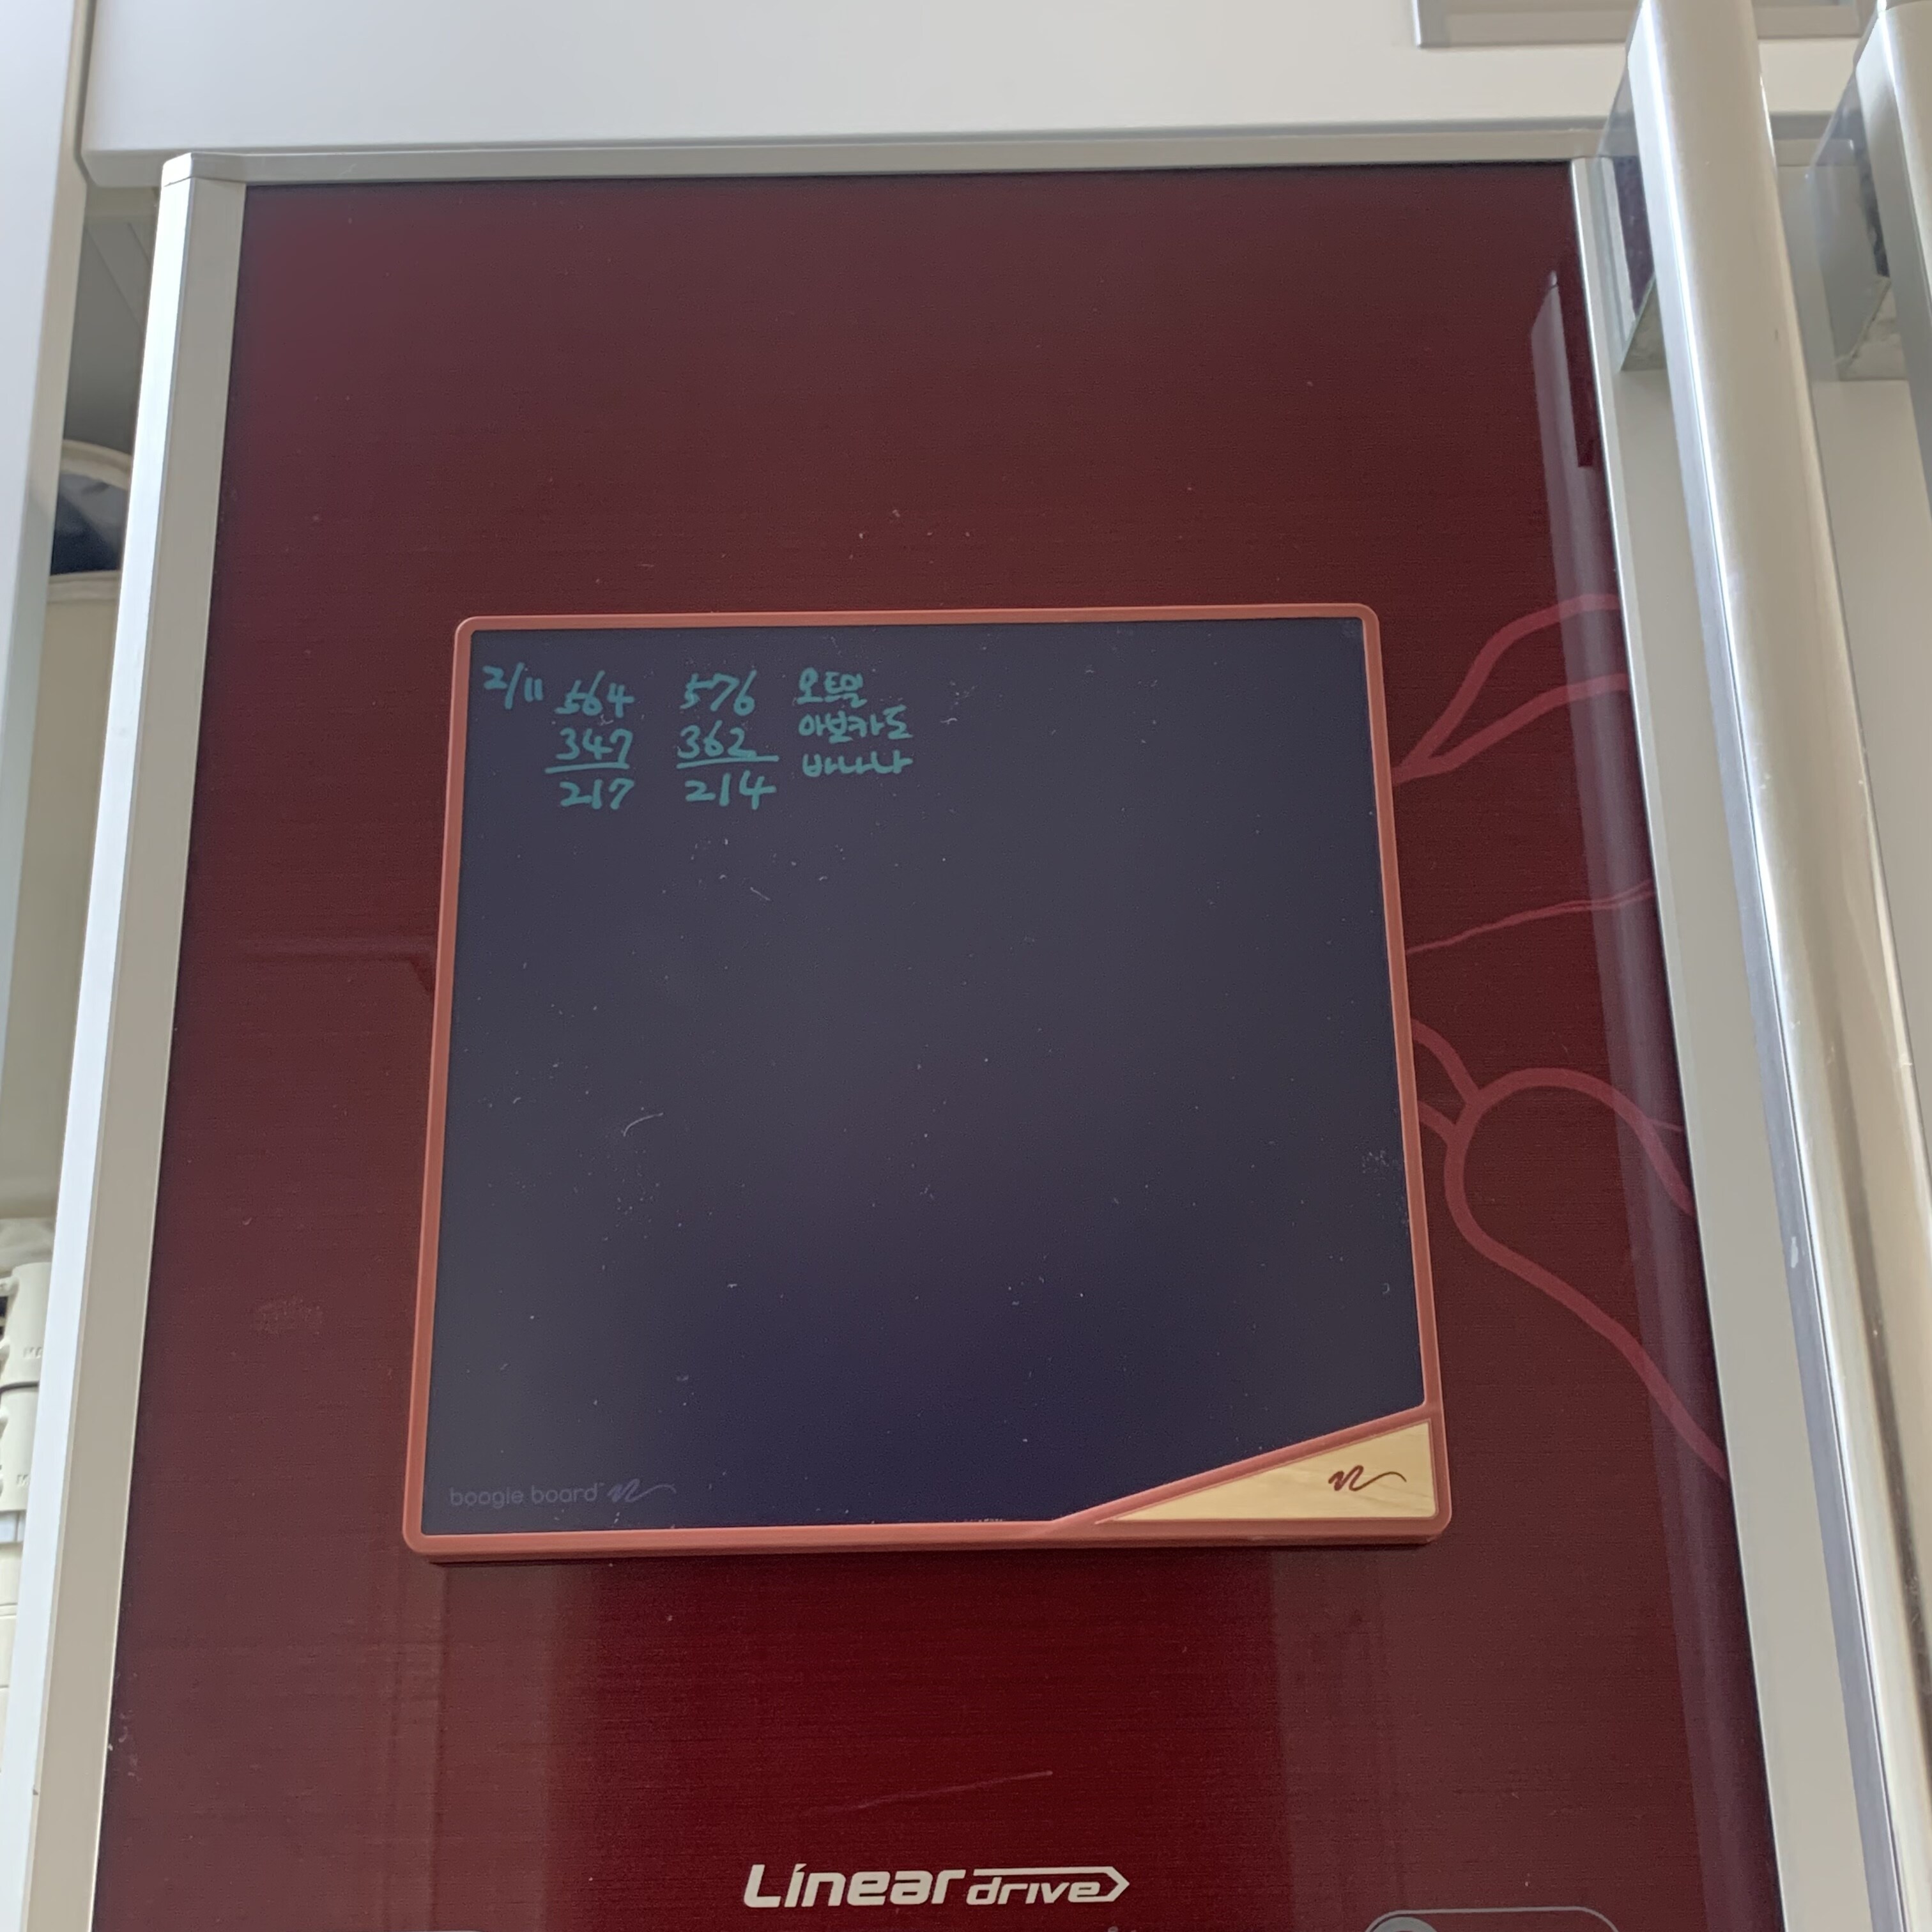 2/11 564 576 오트밀
347 362 아보카도
바나나
217 214
boogie board
Linear drive